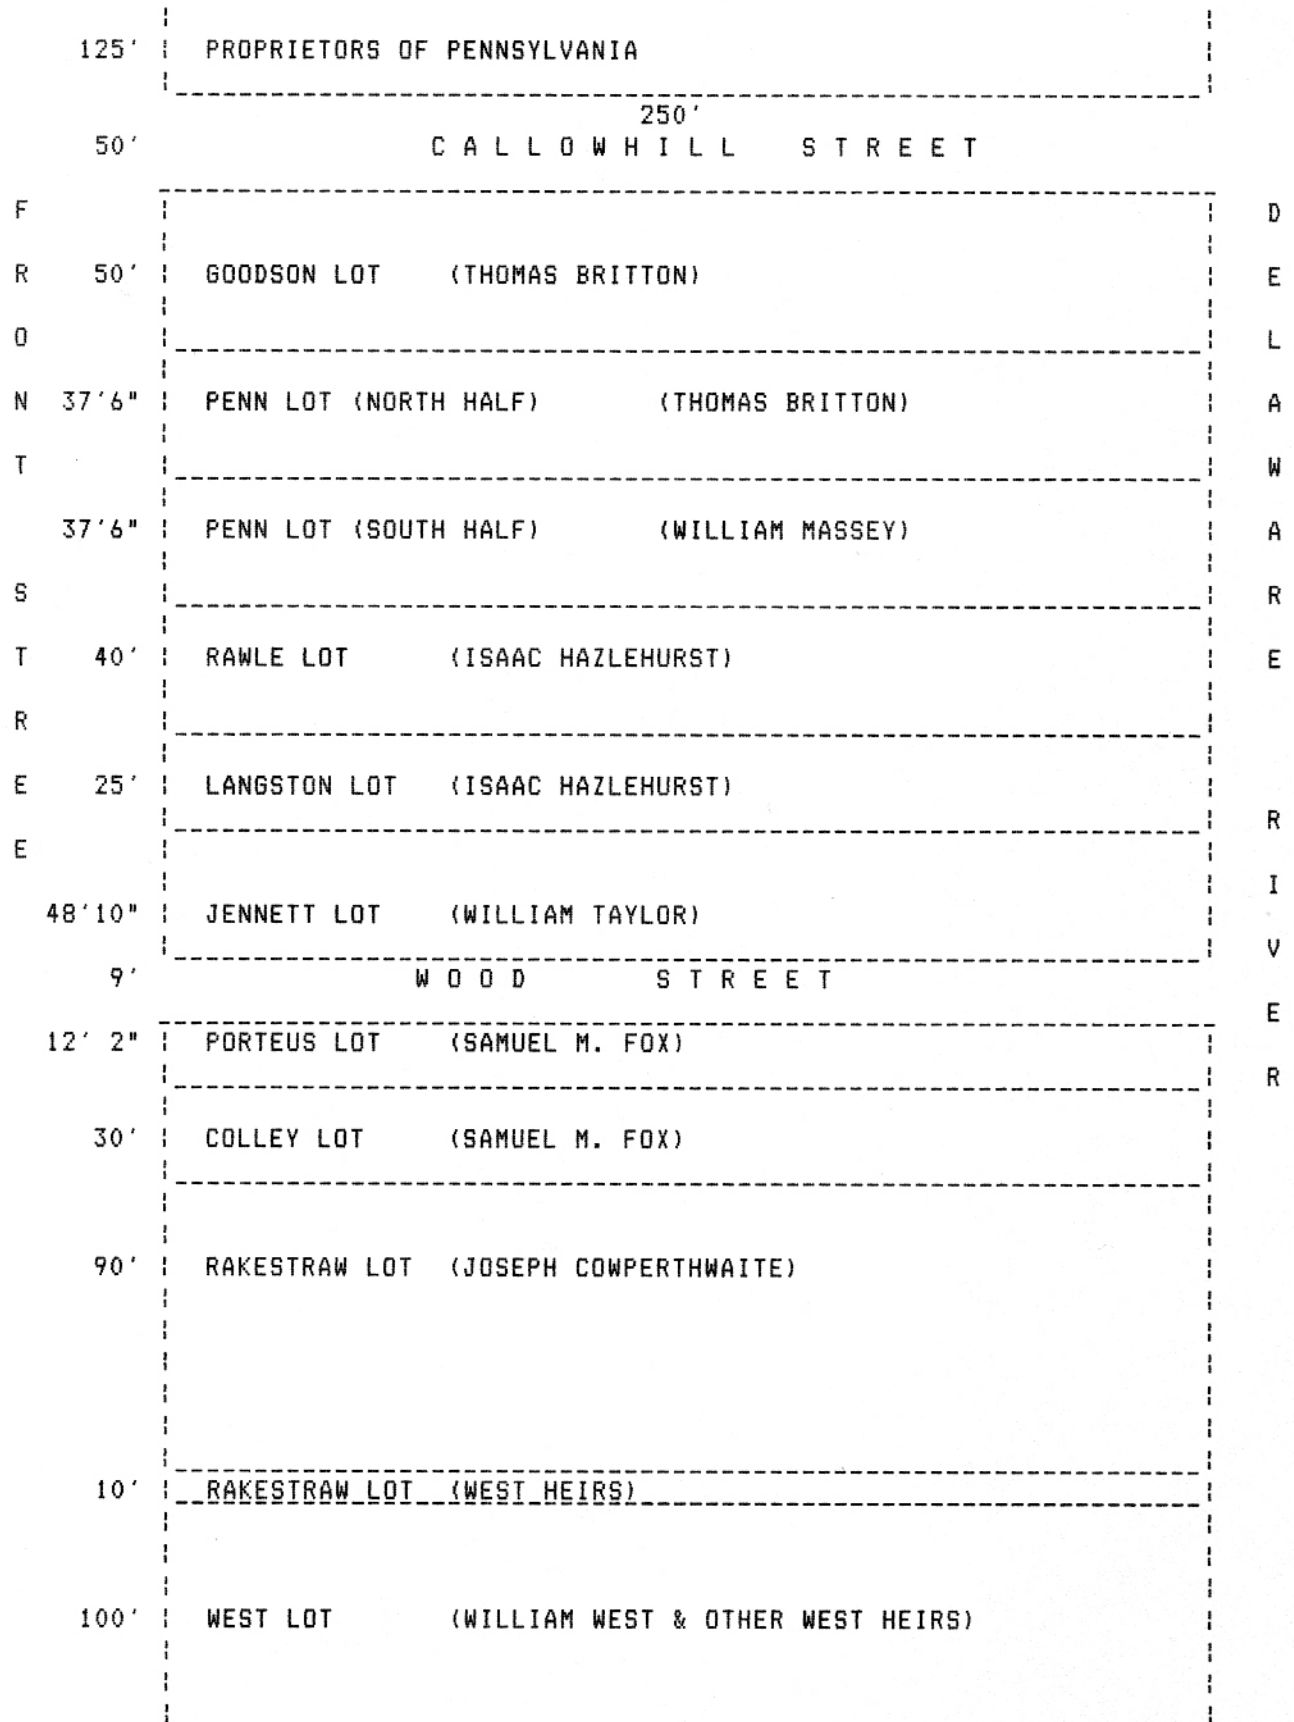 125' PROPRIETORS OF PENNSYLVANIA
250'
50' CALLOWHILL STREET
50' GOODSON LOT (THOMAS BRITTON)
37'6" PENN LOT (NORTH HALF) (THOMAS BRITTON)
37'6" PENN LOT (SOUTH HALF) (WILLIAM MASSEY)
40' RAWLE LOT (ISAAC HAZLEHURST)
25' LANGSTON LOT (ISAAC HAZLEHURST)
48'10" JENNETT LOT (WILLIAM TAYLOR)
9' WOOD STREET
12' 2" PORTEUS LOT (SAMUEL M. FOX)
30' COLLEY LOT (SAMUEL M. FOX)
90' RAKESTRAW LOT (JOSEPH COWPERTHWAITE)
10' RAKESTRAW LOT (WEST HEIRS)
100' WEST LOT (WILLIAM WEST & OTHER WEST HEIRS)
FRONT STREE
DELAWARE RIVER